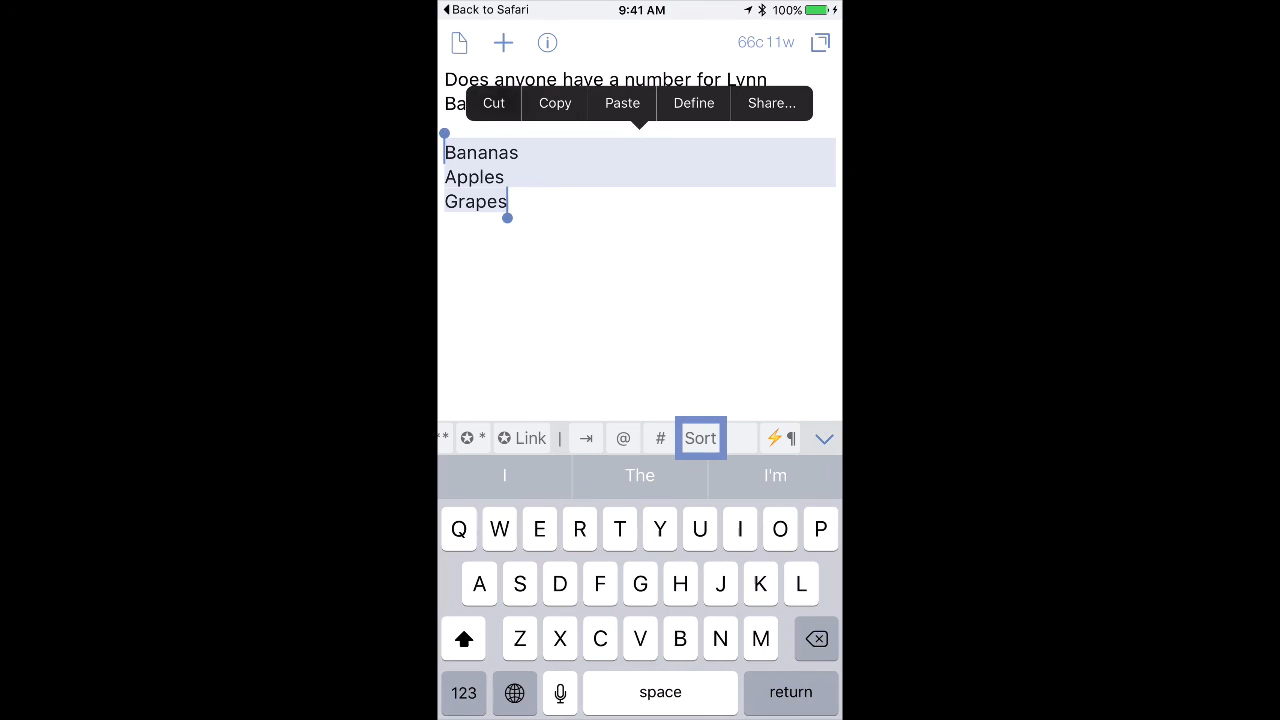 Back to Safari 9:41 AM 100%
66c 11w
Does anyone have a number for Lynn
Ba
Cut Copy Paste Define Share...
Bananas
Apples
Grapes
** * Link | @ # Sort ¶
I The I'm
Q W E R T Y U I O P
A S D F G H J K L
Z X C V B N M
123 space return